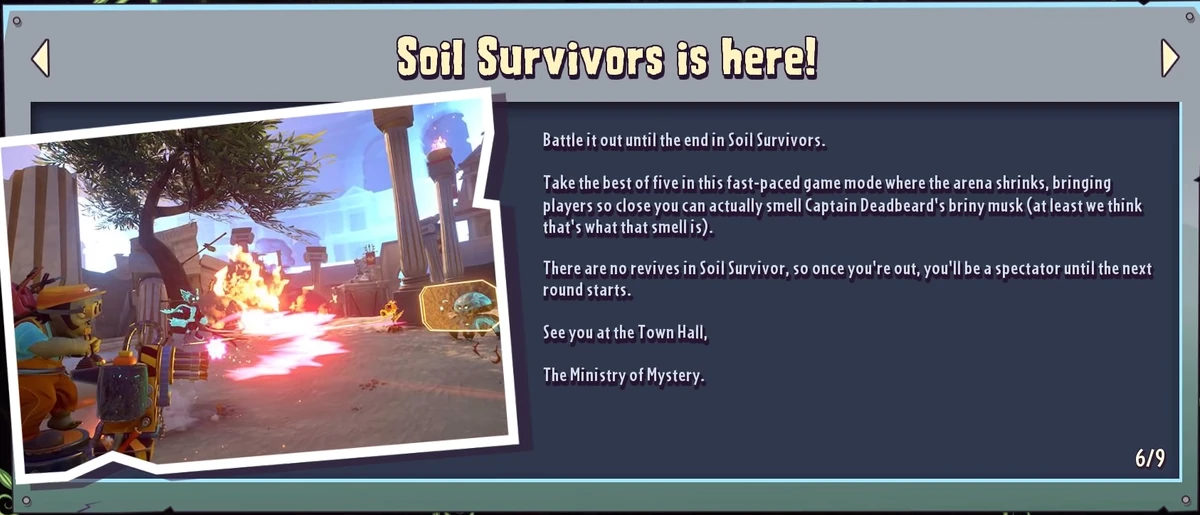 Soil Survivors is here!
Battle it out until the end in Soil Survivors.
Take the best of five in this fast-paced game mode where the arena shrinks, bringing
players so close you can actually smell Captain Deadbeard's briny musk (at least we think
that's what that smell is).
There are no revives in Soil Survivor, so once you're out, you'll be a spectator until the next
round starts.
See you at the Town Hall,
The Ministry of Mystery.
6/9